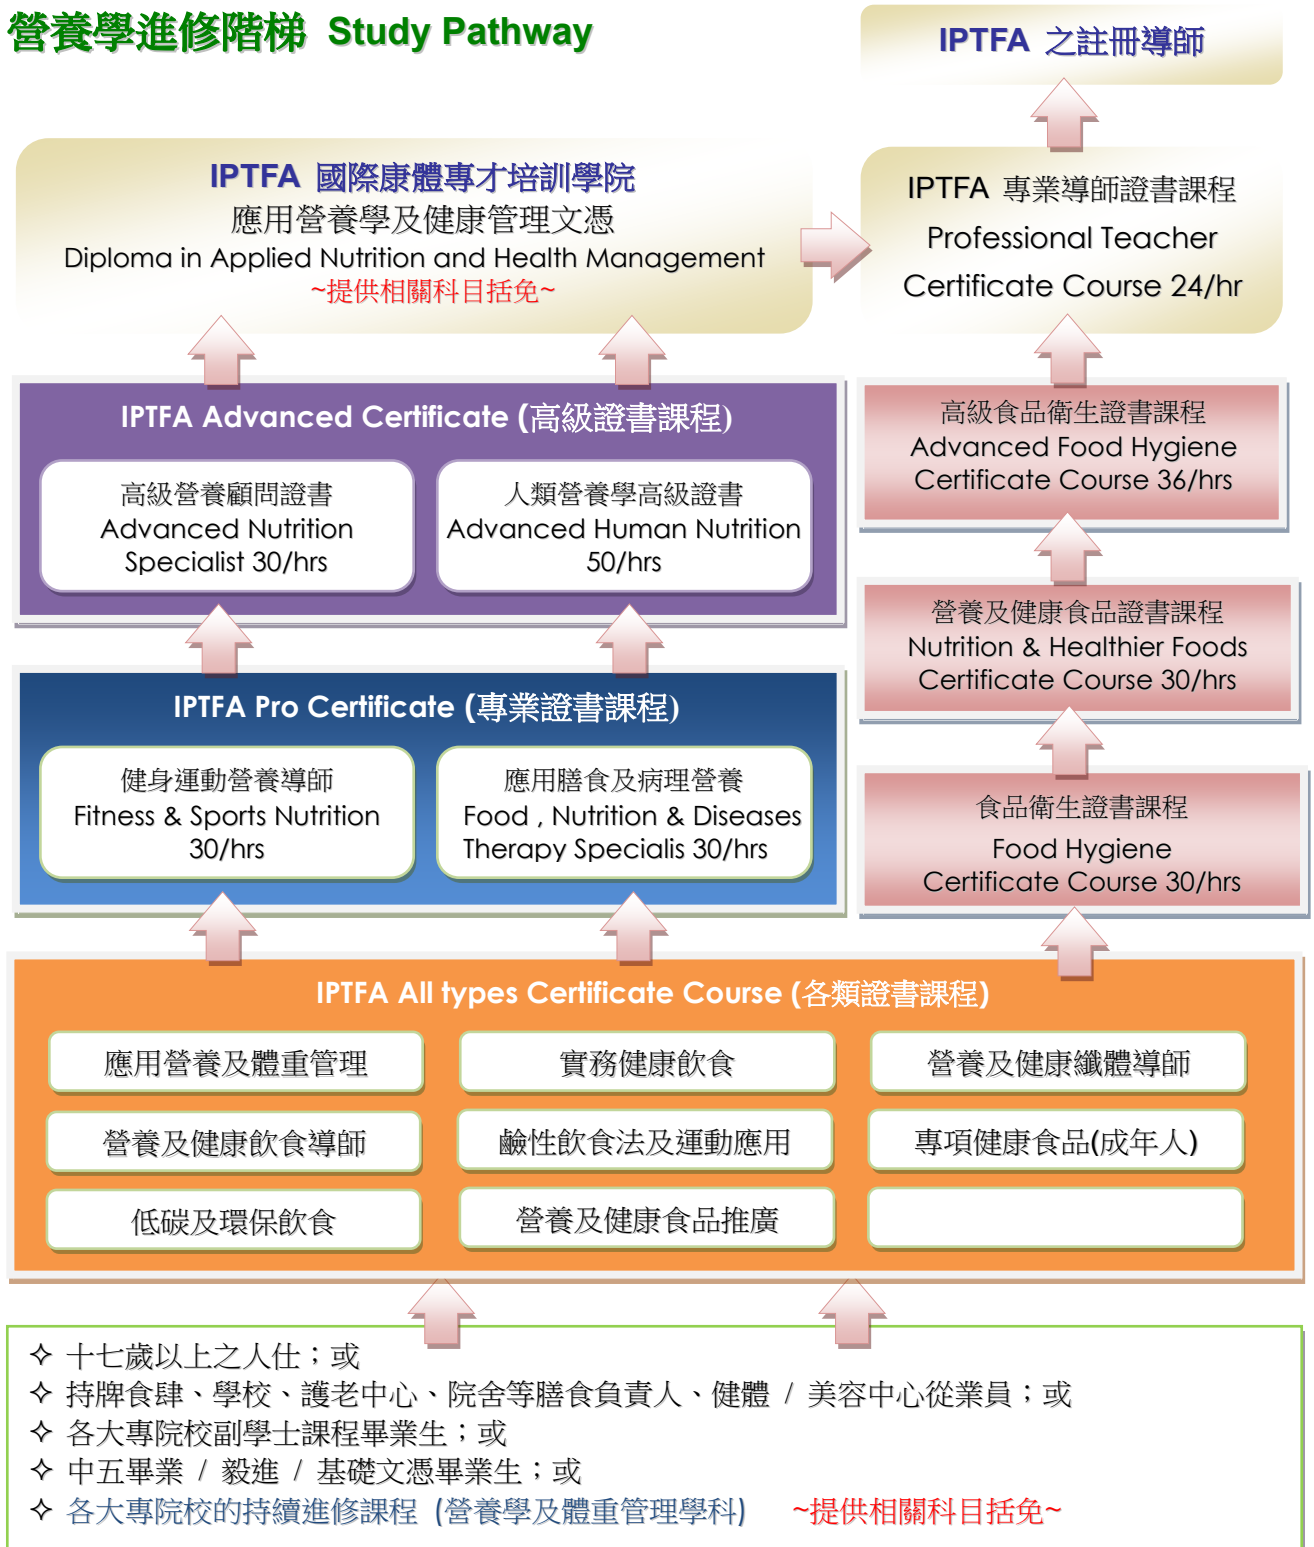 營養學進修階梯 Study Pathway
IPTFA 之註冊導師
IPTFA 國際康體專才培訓學院
應用營養學及健康管理文憑
Diploma in Applied Nutrition and Health Management
~提供相關科目括免~
IPTFA 專業導師證書課程
Professional Teacher
Certificate Course 24/hr
IPTFA Advanced Certificate (高級證書課程)
高級營養顧問證書
Advanced Nutrition
Specialist 30/hrs
人類營養學高級證書
Advanced Human Nutrition
50/hrs
高級食品衛生證書課程
Advanced Food Hygiene
Certificate Course 36/hrs
營養及健康食品證書課程
Nutrition & Healthier Foods
Certificate Course 30/hrs
IPTFA Pro Certificate (專業證書課程)
健身運動營養導師
Fitness & Sports Nutrition
30/hrs
應用膳食及病理營養
Food , Nutrition & Diseases
Therapy Specialis 30/hrs
食品衛生證書課程
Food Hygiene
Certificate Course 30/hrs
IPTFA All types Certificate Course (各類證書課程)
應用營養及體重管理
實務健康飲食
營養及健康纖體導師
營養及健康飲食導師
鹼性飲食法及運動應用
專項健康食品(成年人)
低碳及環保飲食
營養及健康食品推廣
✧ 十七歲以上之人仕；或
✧ 持牌食肆、學校、護老中心、院舍等膳食負責人、健體 / 美容中心從業員；或
✧ 各大專院校副學士課程畢業生；或
✧ 中五畢業 / 毅進 / 基礎文憑畢業生；或
✧ 各大專院校的持續進修課程 (營養學及體重管理學科) ~提供相關科目括免~